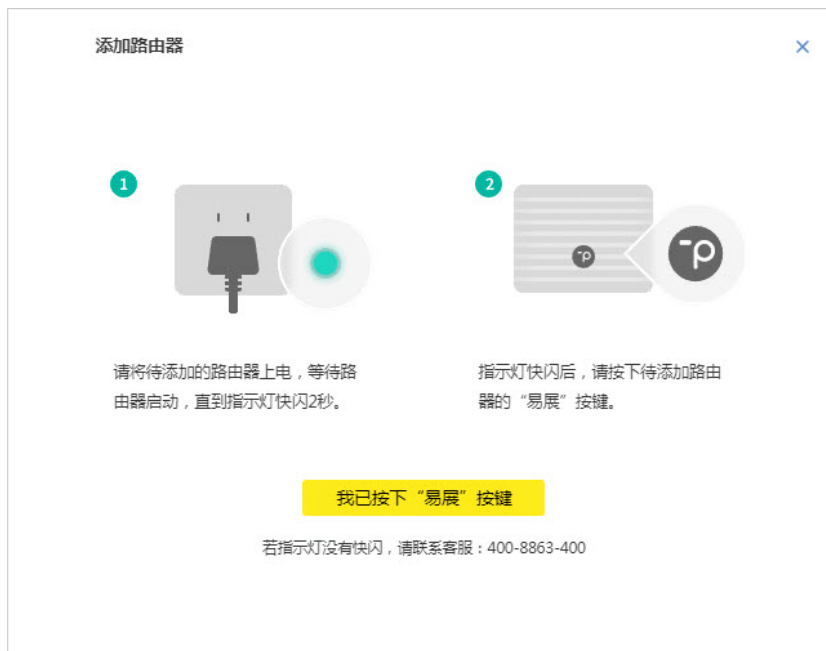 添加路由器
×
1
2
请将待添加的路由器上电，等待路
由器启动，直到指示灯快闪2秒。
指示灯快闪后，请按下待添加路由
器的“易展”按键。
我已按下“易展”按键
若指示灯没有快闪，请联系客服：400-8863-400